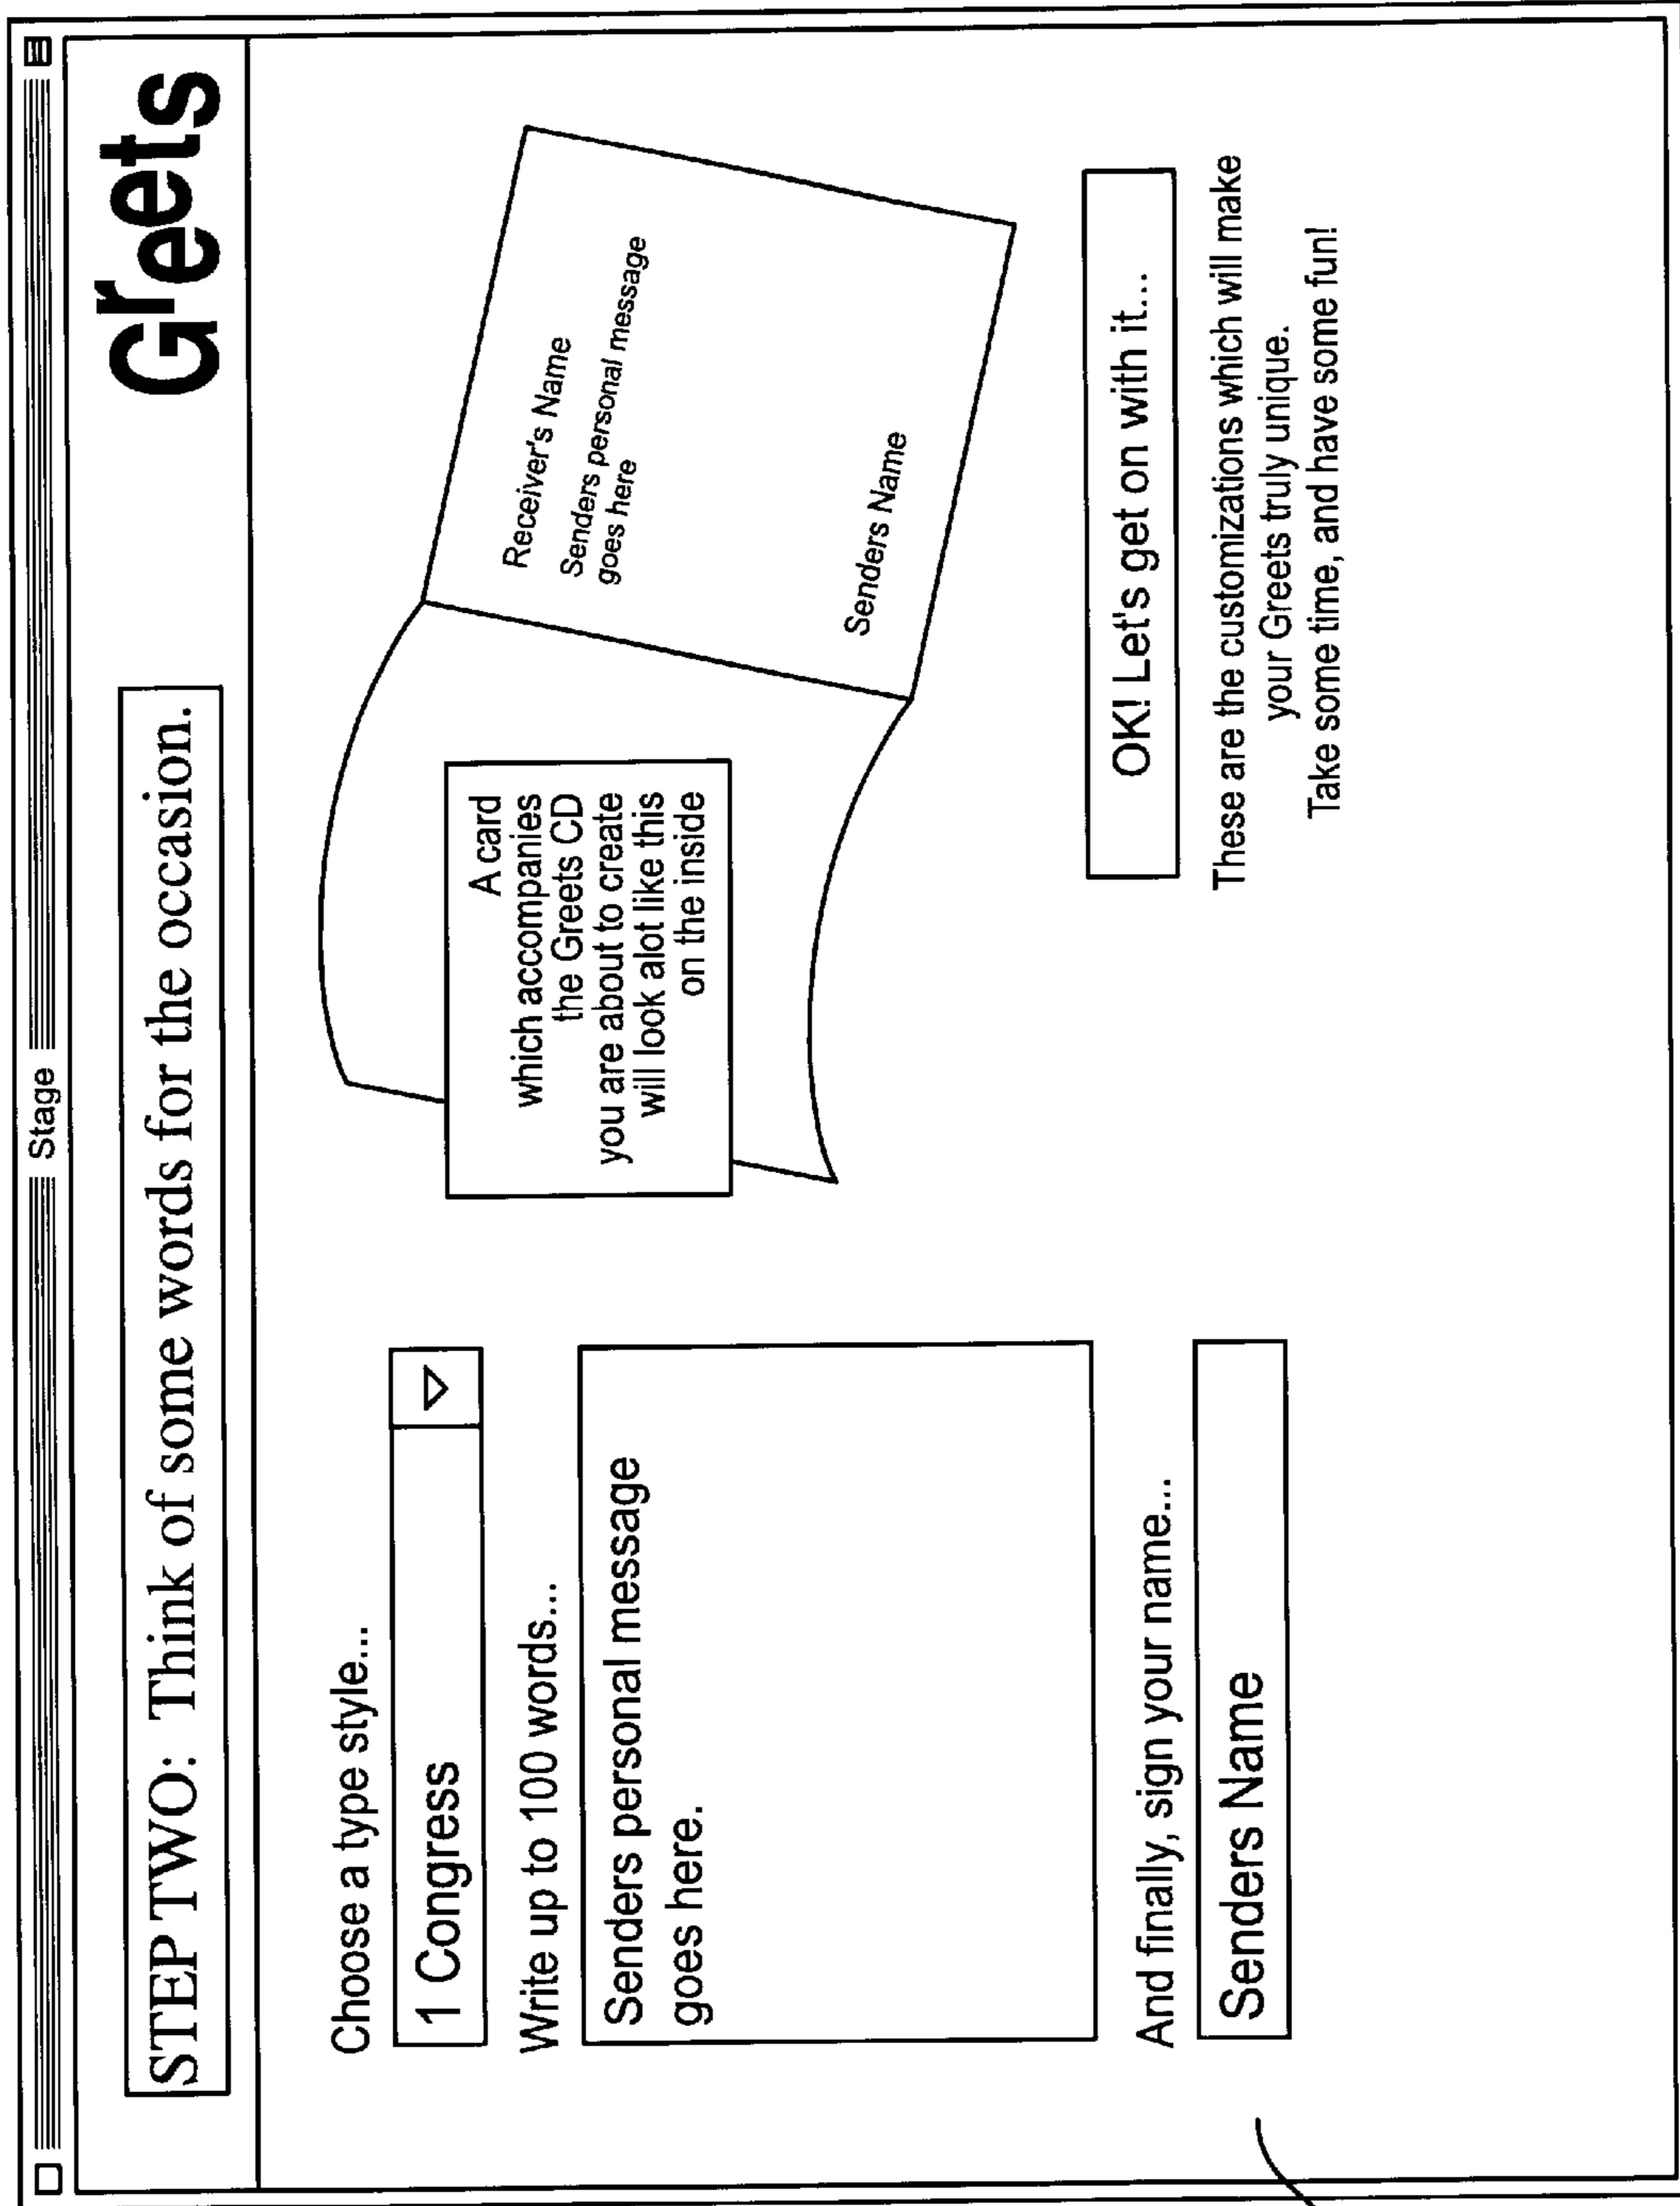 Stage
STEP TWO: Think of some words for the occasion.
Greets
Choose a type style...
1 Congress
Write up to 100 words...
Senders personal message
goes here.
And finally, sign your name...
Senders Name
A card
which accompanies
the Greets CD
you are about to create
will look alot like this
on the inside
Receiver's Name
Senders personal message
goes here
Senders Name
OK! Let's get on with it...
These are the customizations which will make
your Greets truly unique.
Take some time, and have some fun!